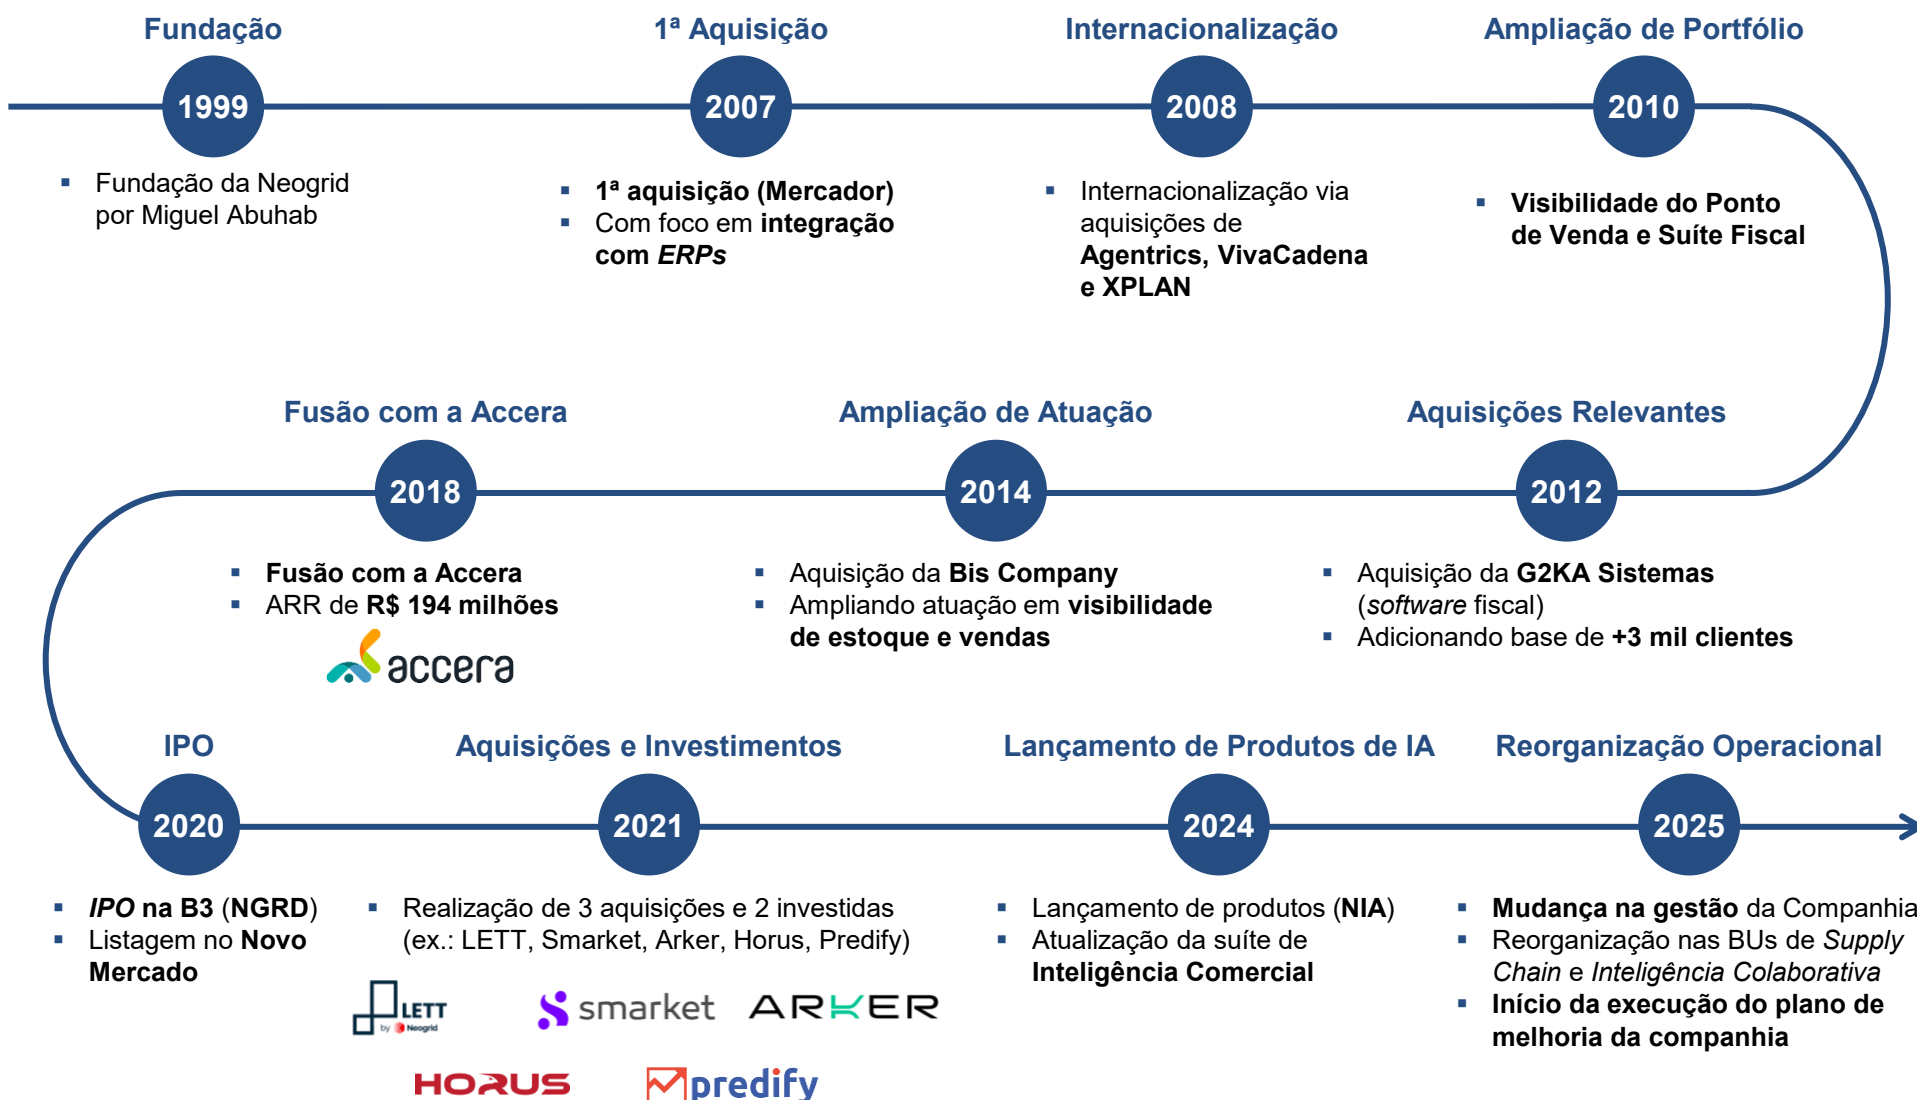 Fundação
1999
Fundação da Neogrid
por Miguel Abuhab
1ª Aquisição
2007
1ª aquisição (Mercador)
Com foco em integração
com ERPs
Internacionalização
2008
Internacionalização via
aquisições de
Agentrics, VivaCadena
e XPLAN
Ampliação de Portfólio
2010
Visibilidade do Ponto
de Venda e Suíte Fiscal
Aquisições Relevantes
2012
Aquisição da G2KA Sistemas
(software fiscal)
Adicionando base de +3 mil clientes
Ampliação de Atuação
2014
Aquisição da Bis Company
Ampliando atuação em visibilidade
de estoque e vendas
Fusão com a Accera
2018
Fusão com a Accera
ARR de R$ 194 milhões
accera
IPO
2020
IPO na B3 (NGRD)
Listagem no Novo
Mercado
Aquisições e Investimentos
2021
Realização de 3 aquisições e 2 investidas
(ex.: LETT, Smarket, Arker, Horus, Predify)
LETT
by Neogrid
smarket
ARKER
HORUS
predify
Lançamento de Produtos de IA
2024
Lançamento de produtos (NIA)
Atualização da suíte de
Inteligência Comercial
Reorganização Operacional
2025
Mudança na gestão da Companhia
Reorganização nas BUs de Supply
Chain e Inteligência Colaborativa
Início da execução do plano de
melhoria da companhia